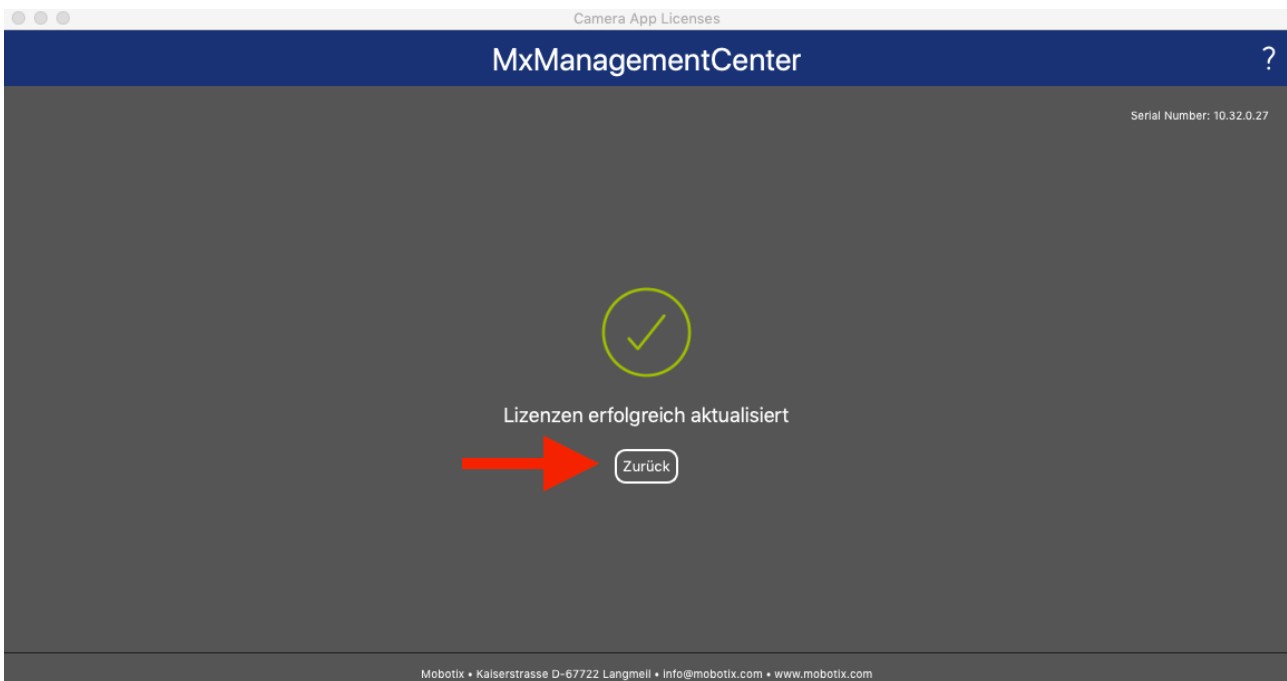 Camera App Licenses
MxManagementCenter
?
Serial Number: 10.32.0.27
Lizenzen erfolgreich aktualisiert
Zurück
Mobotix • Kaiserstrasse D-67722 Langmeil • info@mobotix.com • www.mobotix.com